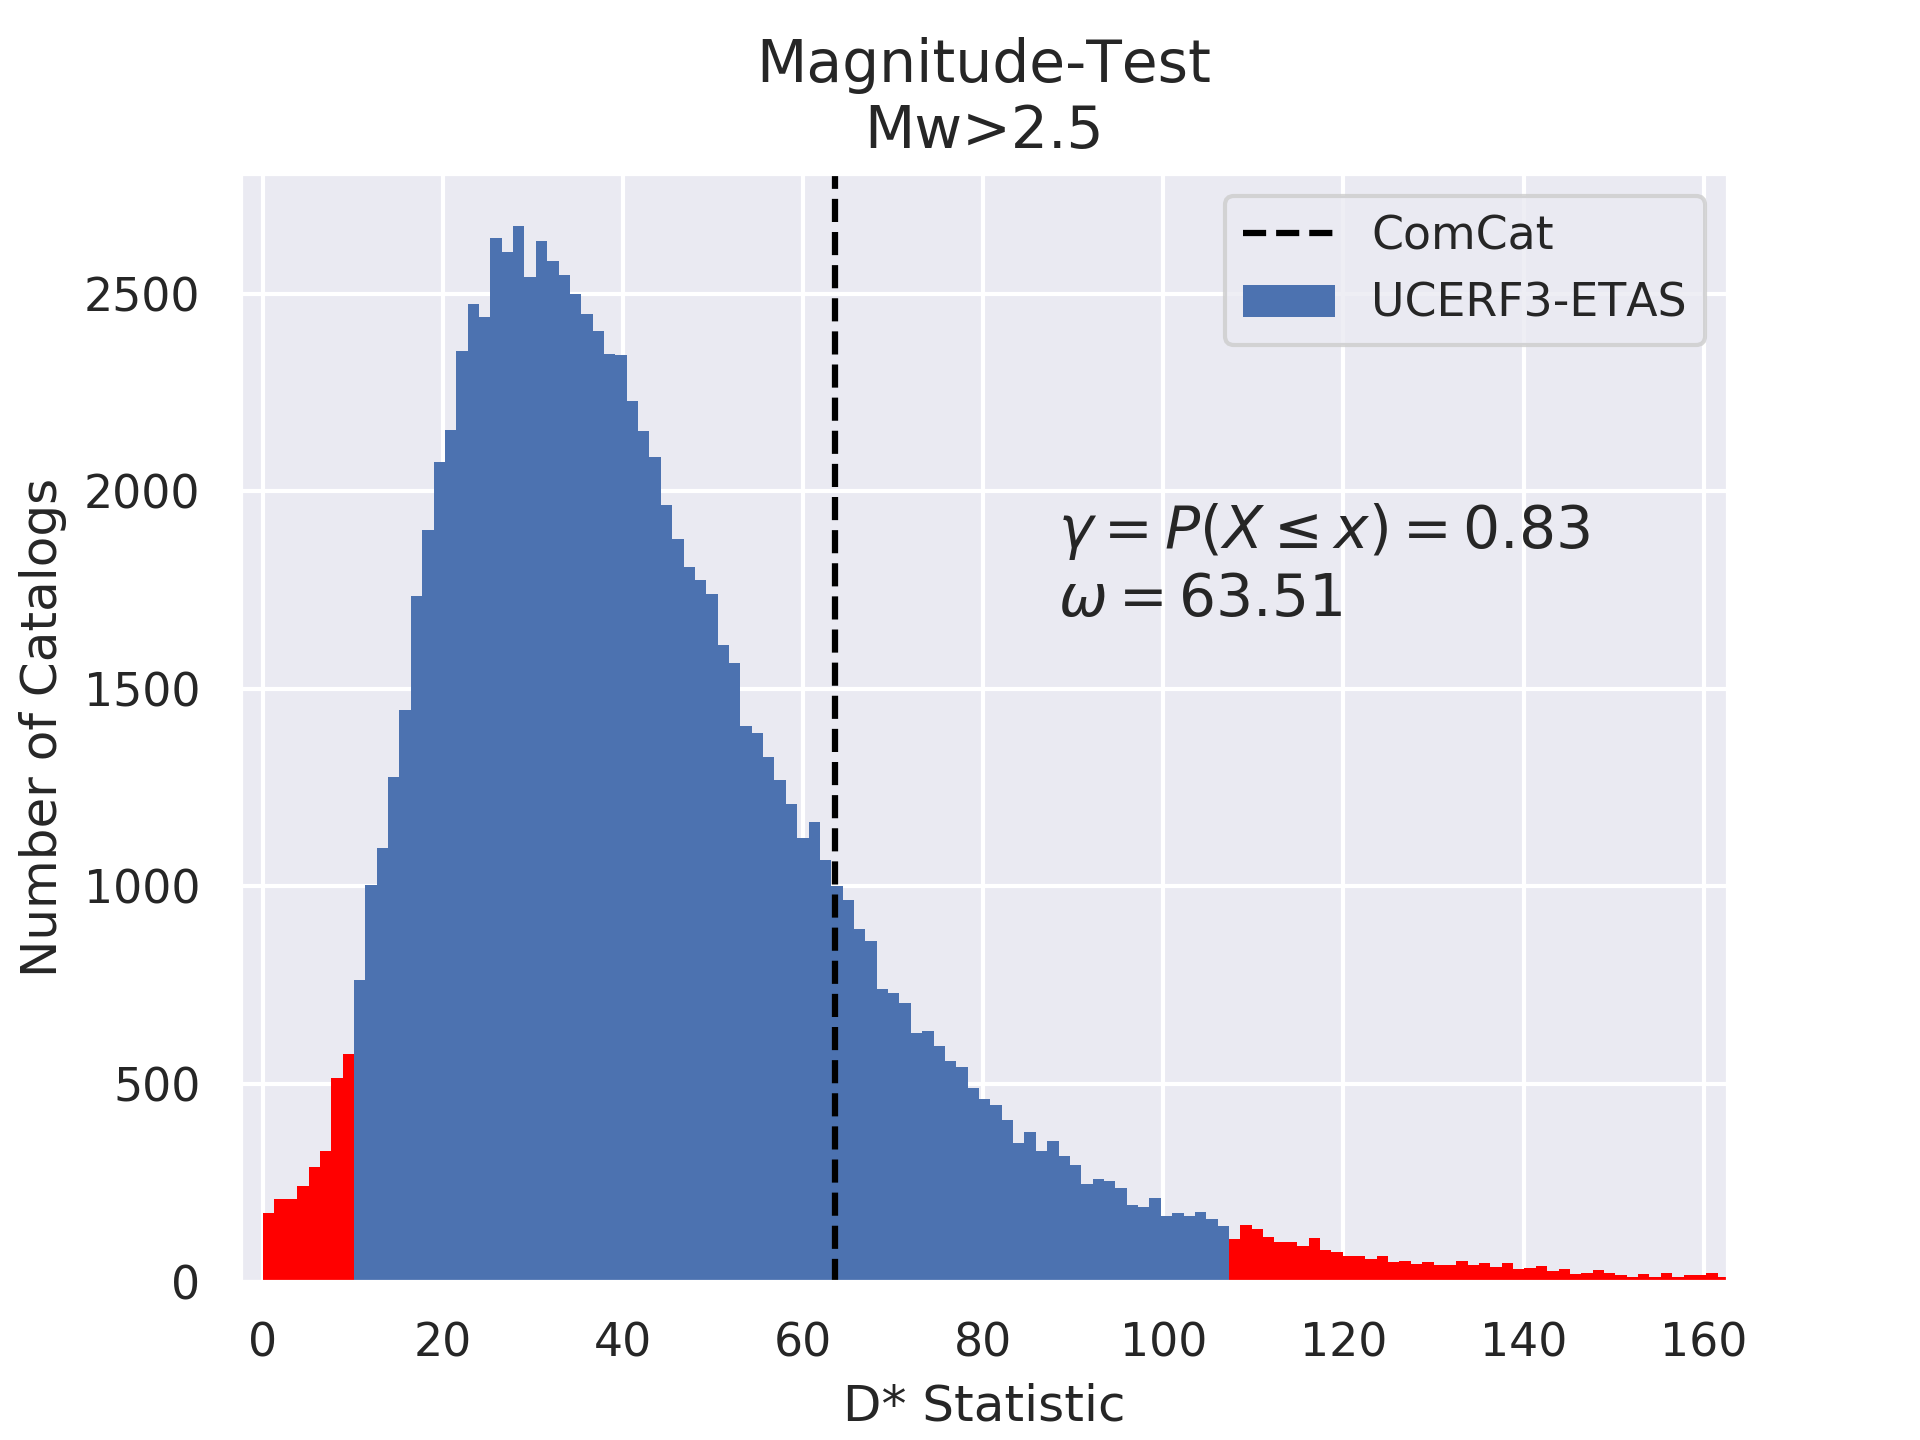 Magnitude-Test
Mw>2.5
ComCat
UCERF3-ETAS
γ = P(X ≤ x) = 0.83
ω = 63.51
Number of Catalogs
2500
2000
1500
1000
500
0
0 20 40 60 80 100 120 140 160
D* Statistic